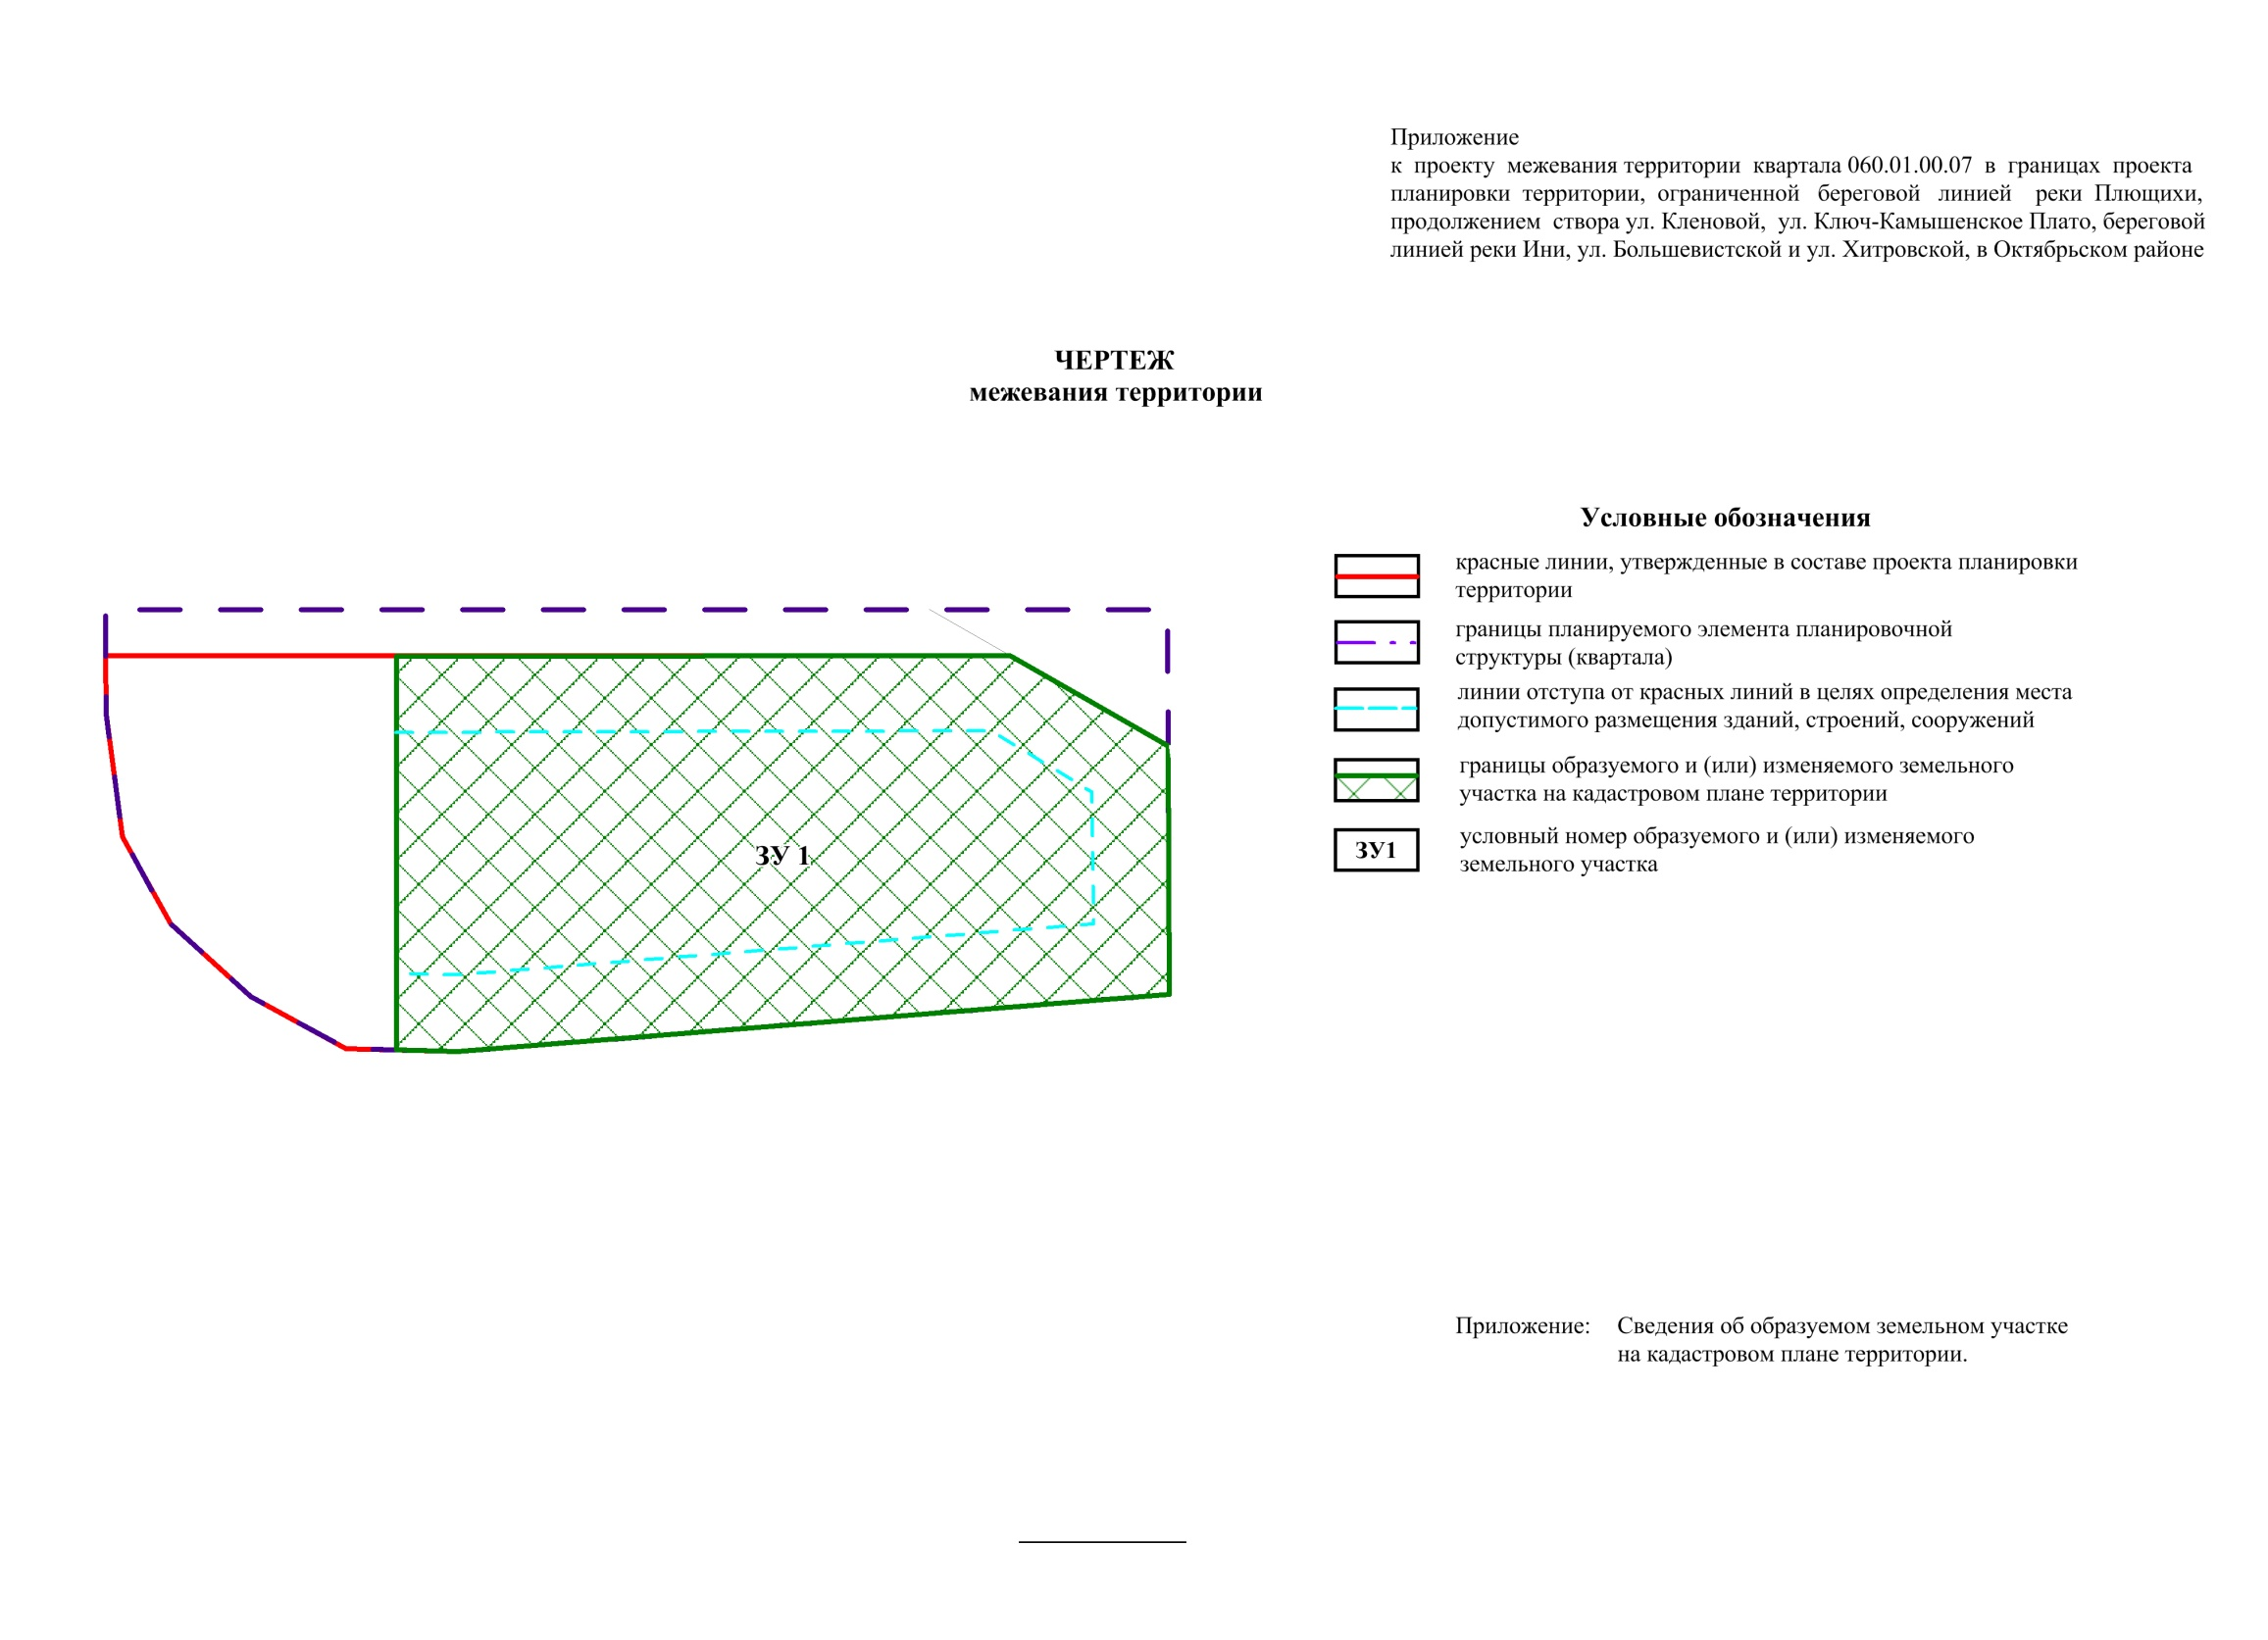 Приложение
к проекту межевания территории квартала 060.01.00.07 в границах проекта
планировки территории, ограниченной береговой линией реки Плющихи,
продолжением створа ул. Кленовой, ул. Ключ-Камышенское Плато, береговой
линией реки Ини, ул. Большевистской и ул. Хитровской, в Октябрьском районе
ЧЕРТЕЖ
межевания территории
Условные обозначения
красные линии, утвержденные в составе проекта планировки
территории
границы планируемого элемента планировочной
структуры (квартала)
линии отступа от красных линий в целях определения места
допустимого размещения зданий, строений, сооружений
границы образуемого и (или) изменяемого земельного
участка на кадастровом плане территории
ЗУ1
условный номер образуемого и (или) изменяемого
земельного участка
ЗУ 1
Приложение: Сведения об образуемом земельном участке
на кадастровом плане территории.